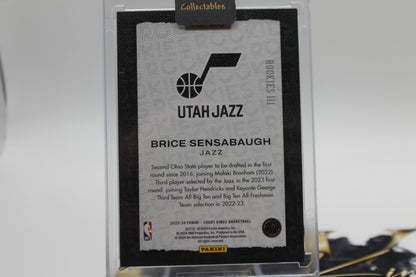 Collectables
ROOKIES III
UTAH JAZZ
BRICE SENSABAUGH
JAZZ
Second Ohio State player to be drafted in the first
round since 2016, joining Malaki Branham (2022)
Third player selected by the Jazz in the 2023 first
round, joining Taylor Hendricks and Keyonte George
Third Team All-Big Ten and Big Ten All-Freshman
Team selection in 2022-23.
2023-24 PANINI - COURT KINGS BASKETBALL
All rights reserved.
NBA
PANINI